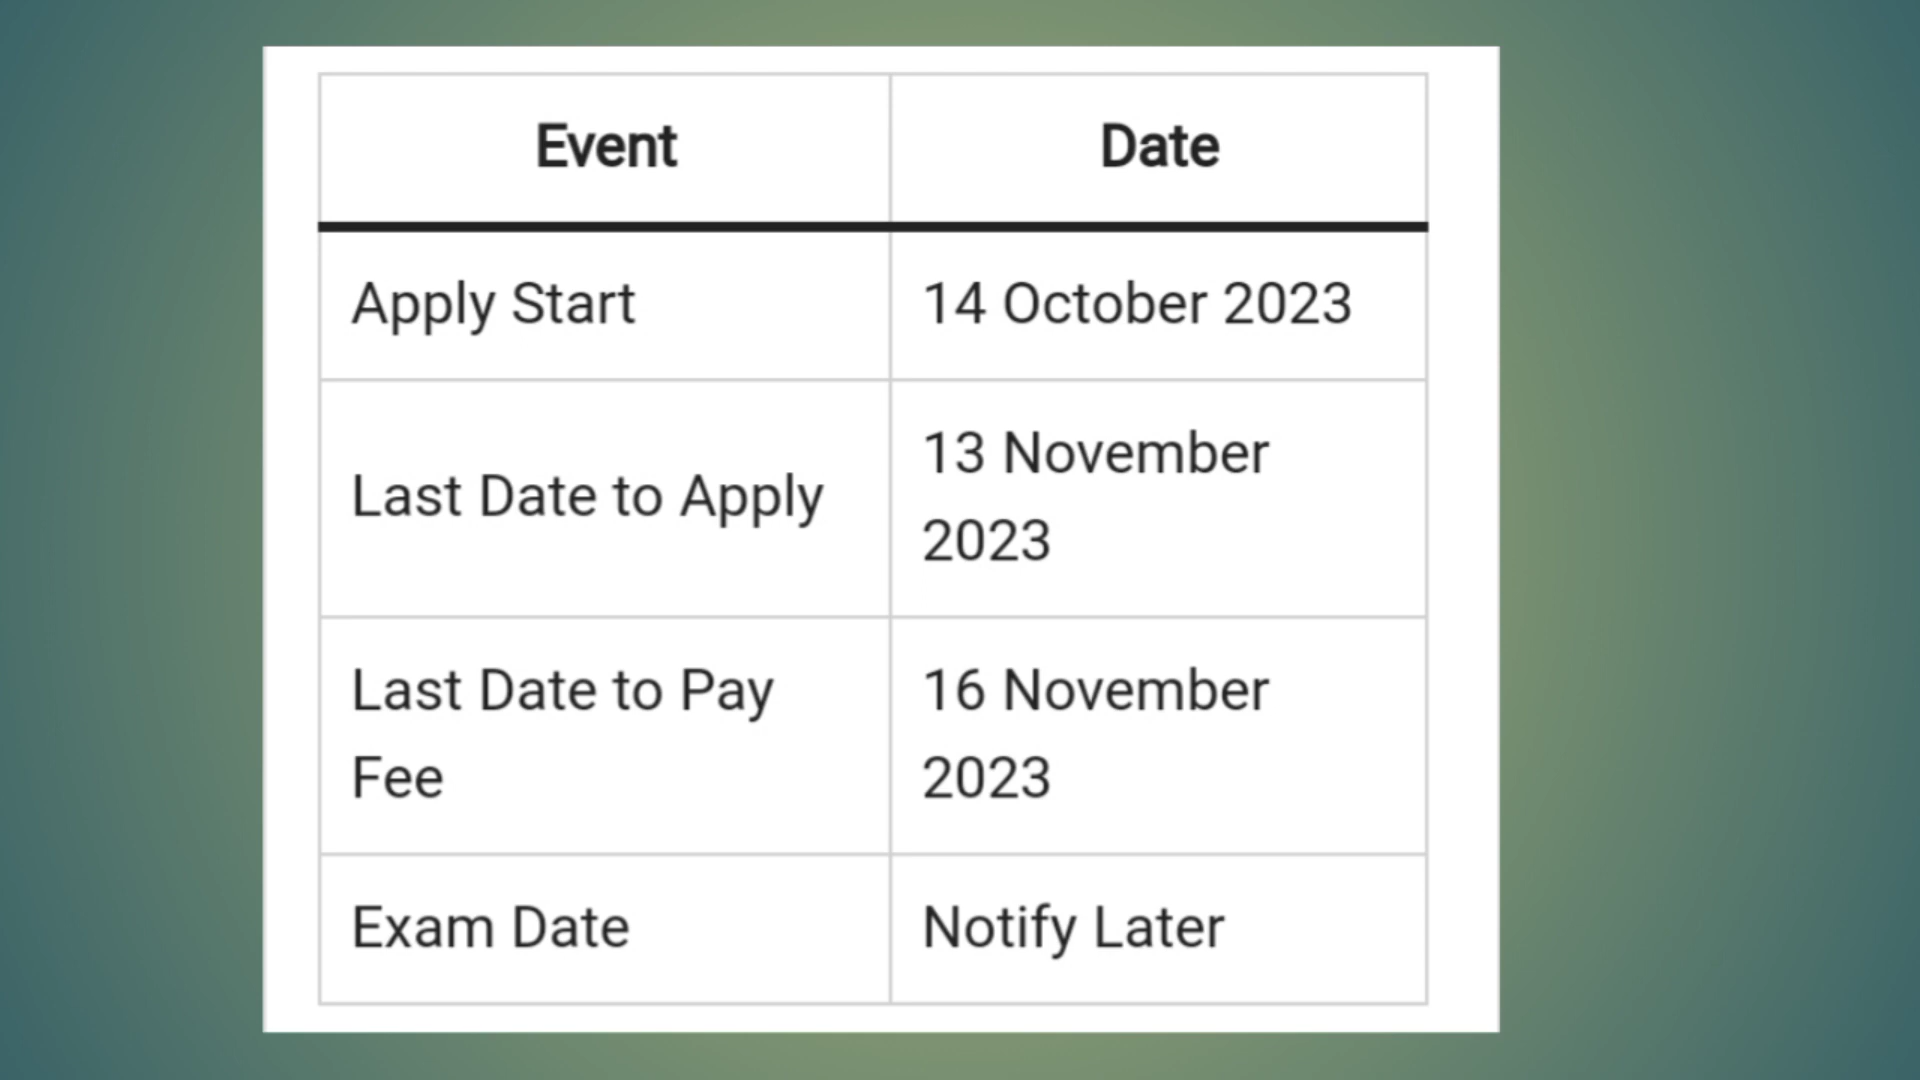 Event Date
Apply Start 14 October 2023
Last Date to Apply 13 November
2023
Last Date to Pay
Fee 16 November
2023
Exam Date Notify Later